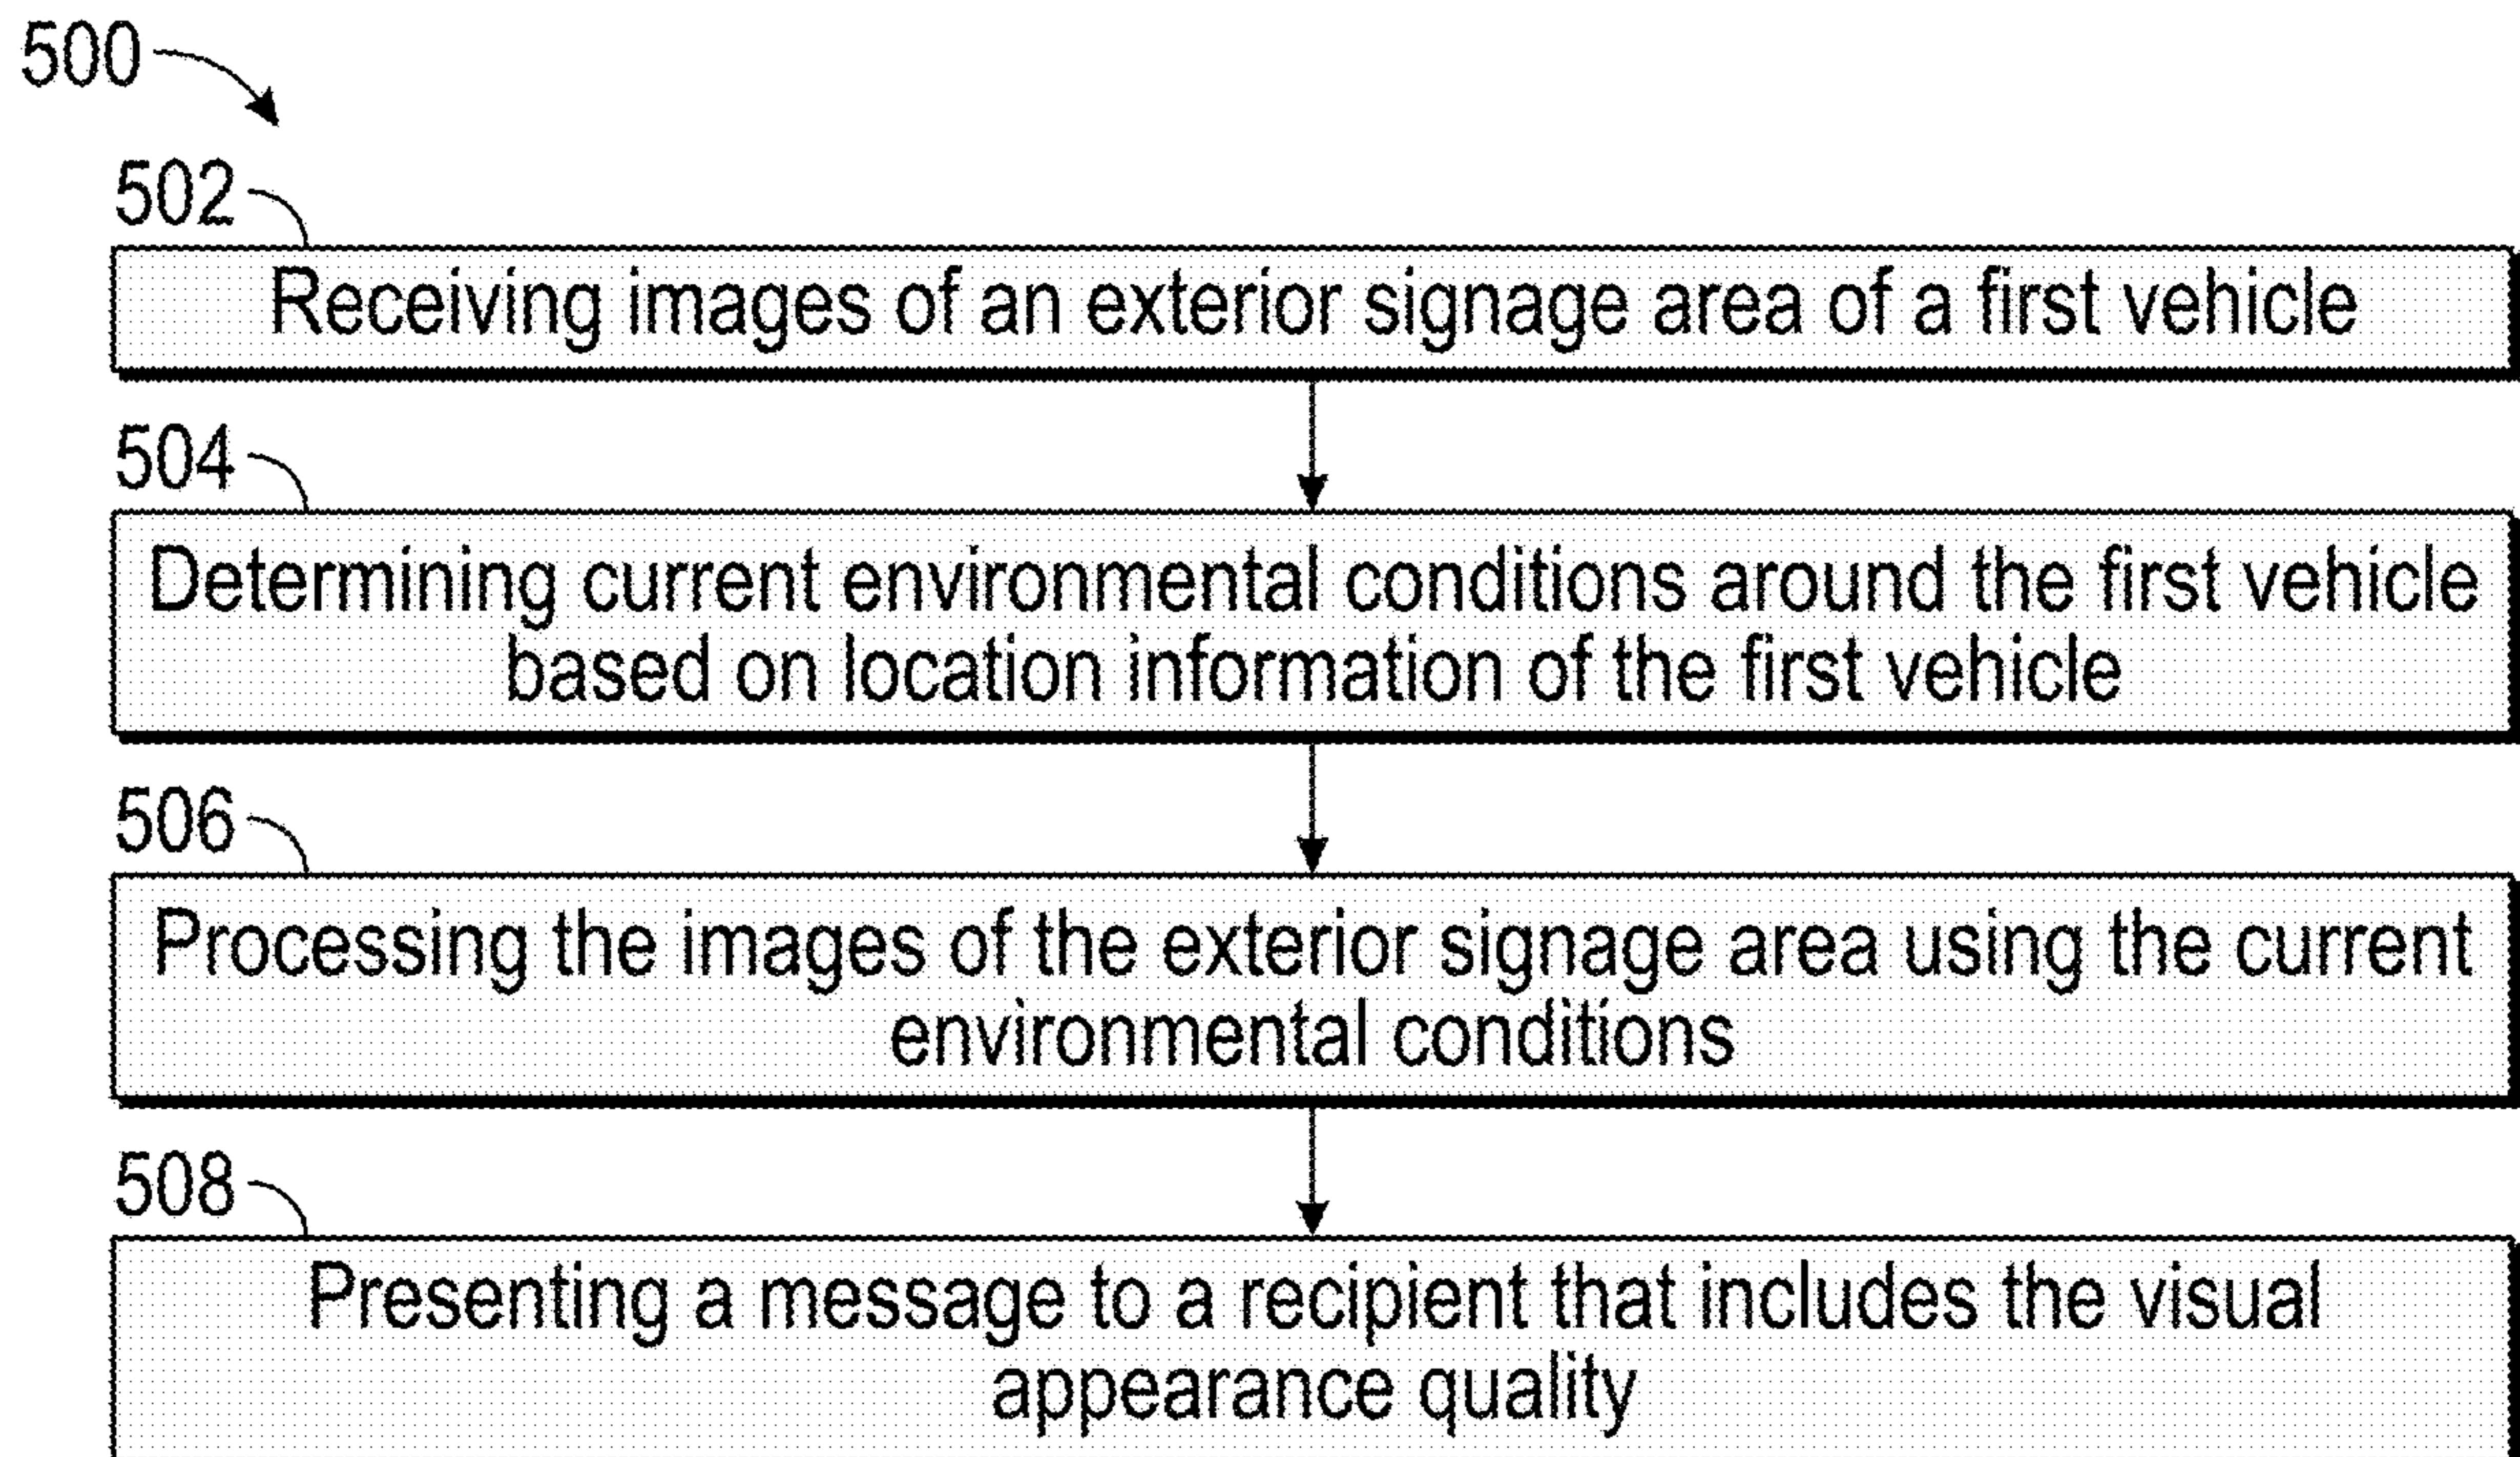 500
502
Receiving images of an exterior signage area of a first vehicle
504
Determining current environmental conditions around the first vehicle
based on location information of the first vehicle
506
Processing the images of the exterior signage area using the current
environmental conditions
508
Presenting a message to a recipient that includes the visual
appearance quality